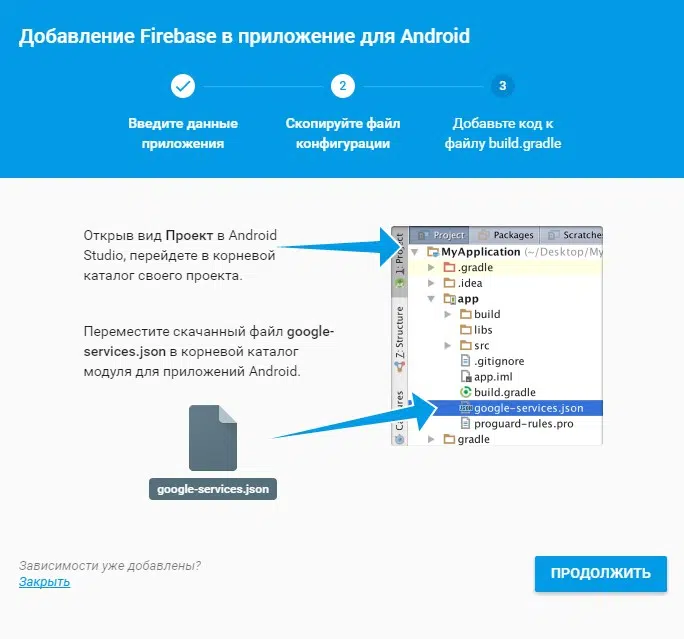 Добавление Firebase в приложение для Android
2
3
Введите данные
приложения
Скопируйте файл
конфигурации
Добавьте код к
файлу build.gradle
Открыв вид Проект в Android
Studio, перейдете в корневой
каталог своего проекта.
Переместите скачанный файл google-
services.json в корневой каталог
модуля для приложений Android.
google-services.json
Project
Packages
Scratche
1: Project
Z: Structure
MyApplication (~/Desktop/My
.gradle
.idea
app
build
libs
src
.gitignore
app.iml
build.gradle
google-services.json
proguard-rules.pro
gradle
Зависимости уже добавлены?
Закрыть
ПРОДОЛЖИТЬ